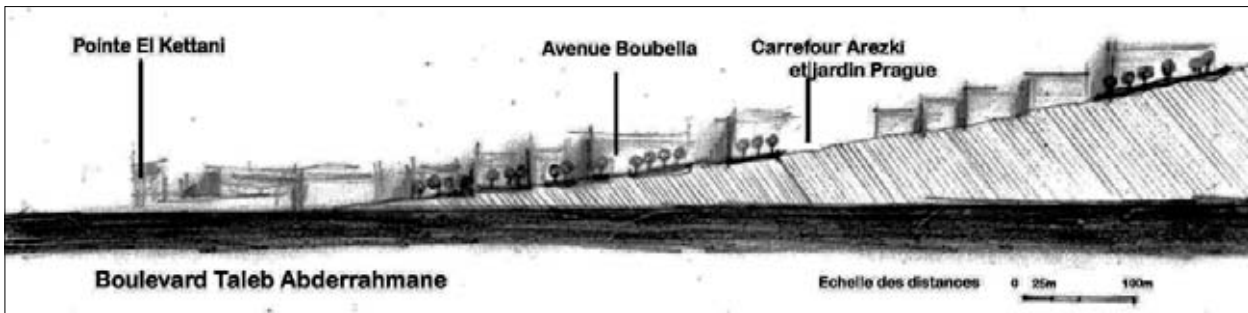 Pointe El Kettani
Avenue Boubella
Carrefour Arezki
et jardin Prague
Boulevard Taleb Abderrahmane
Echelle des distances
0 25m 100m